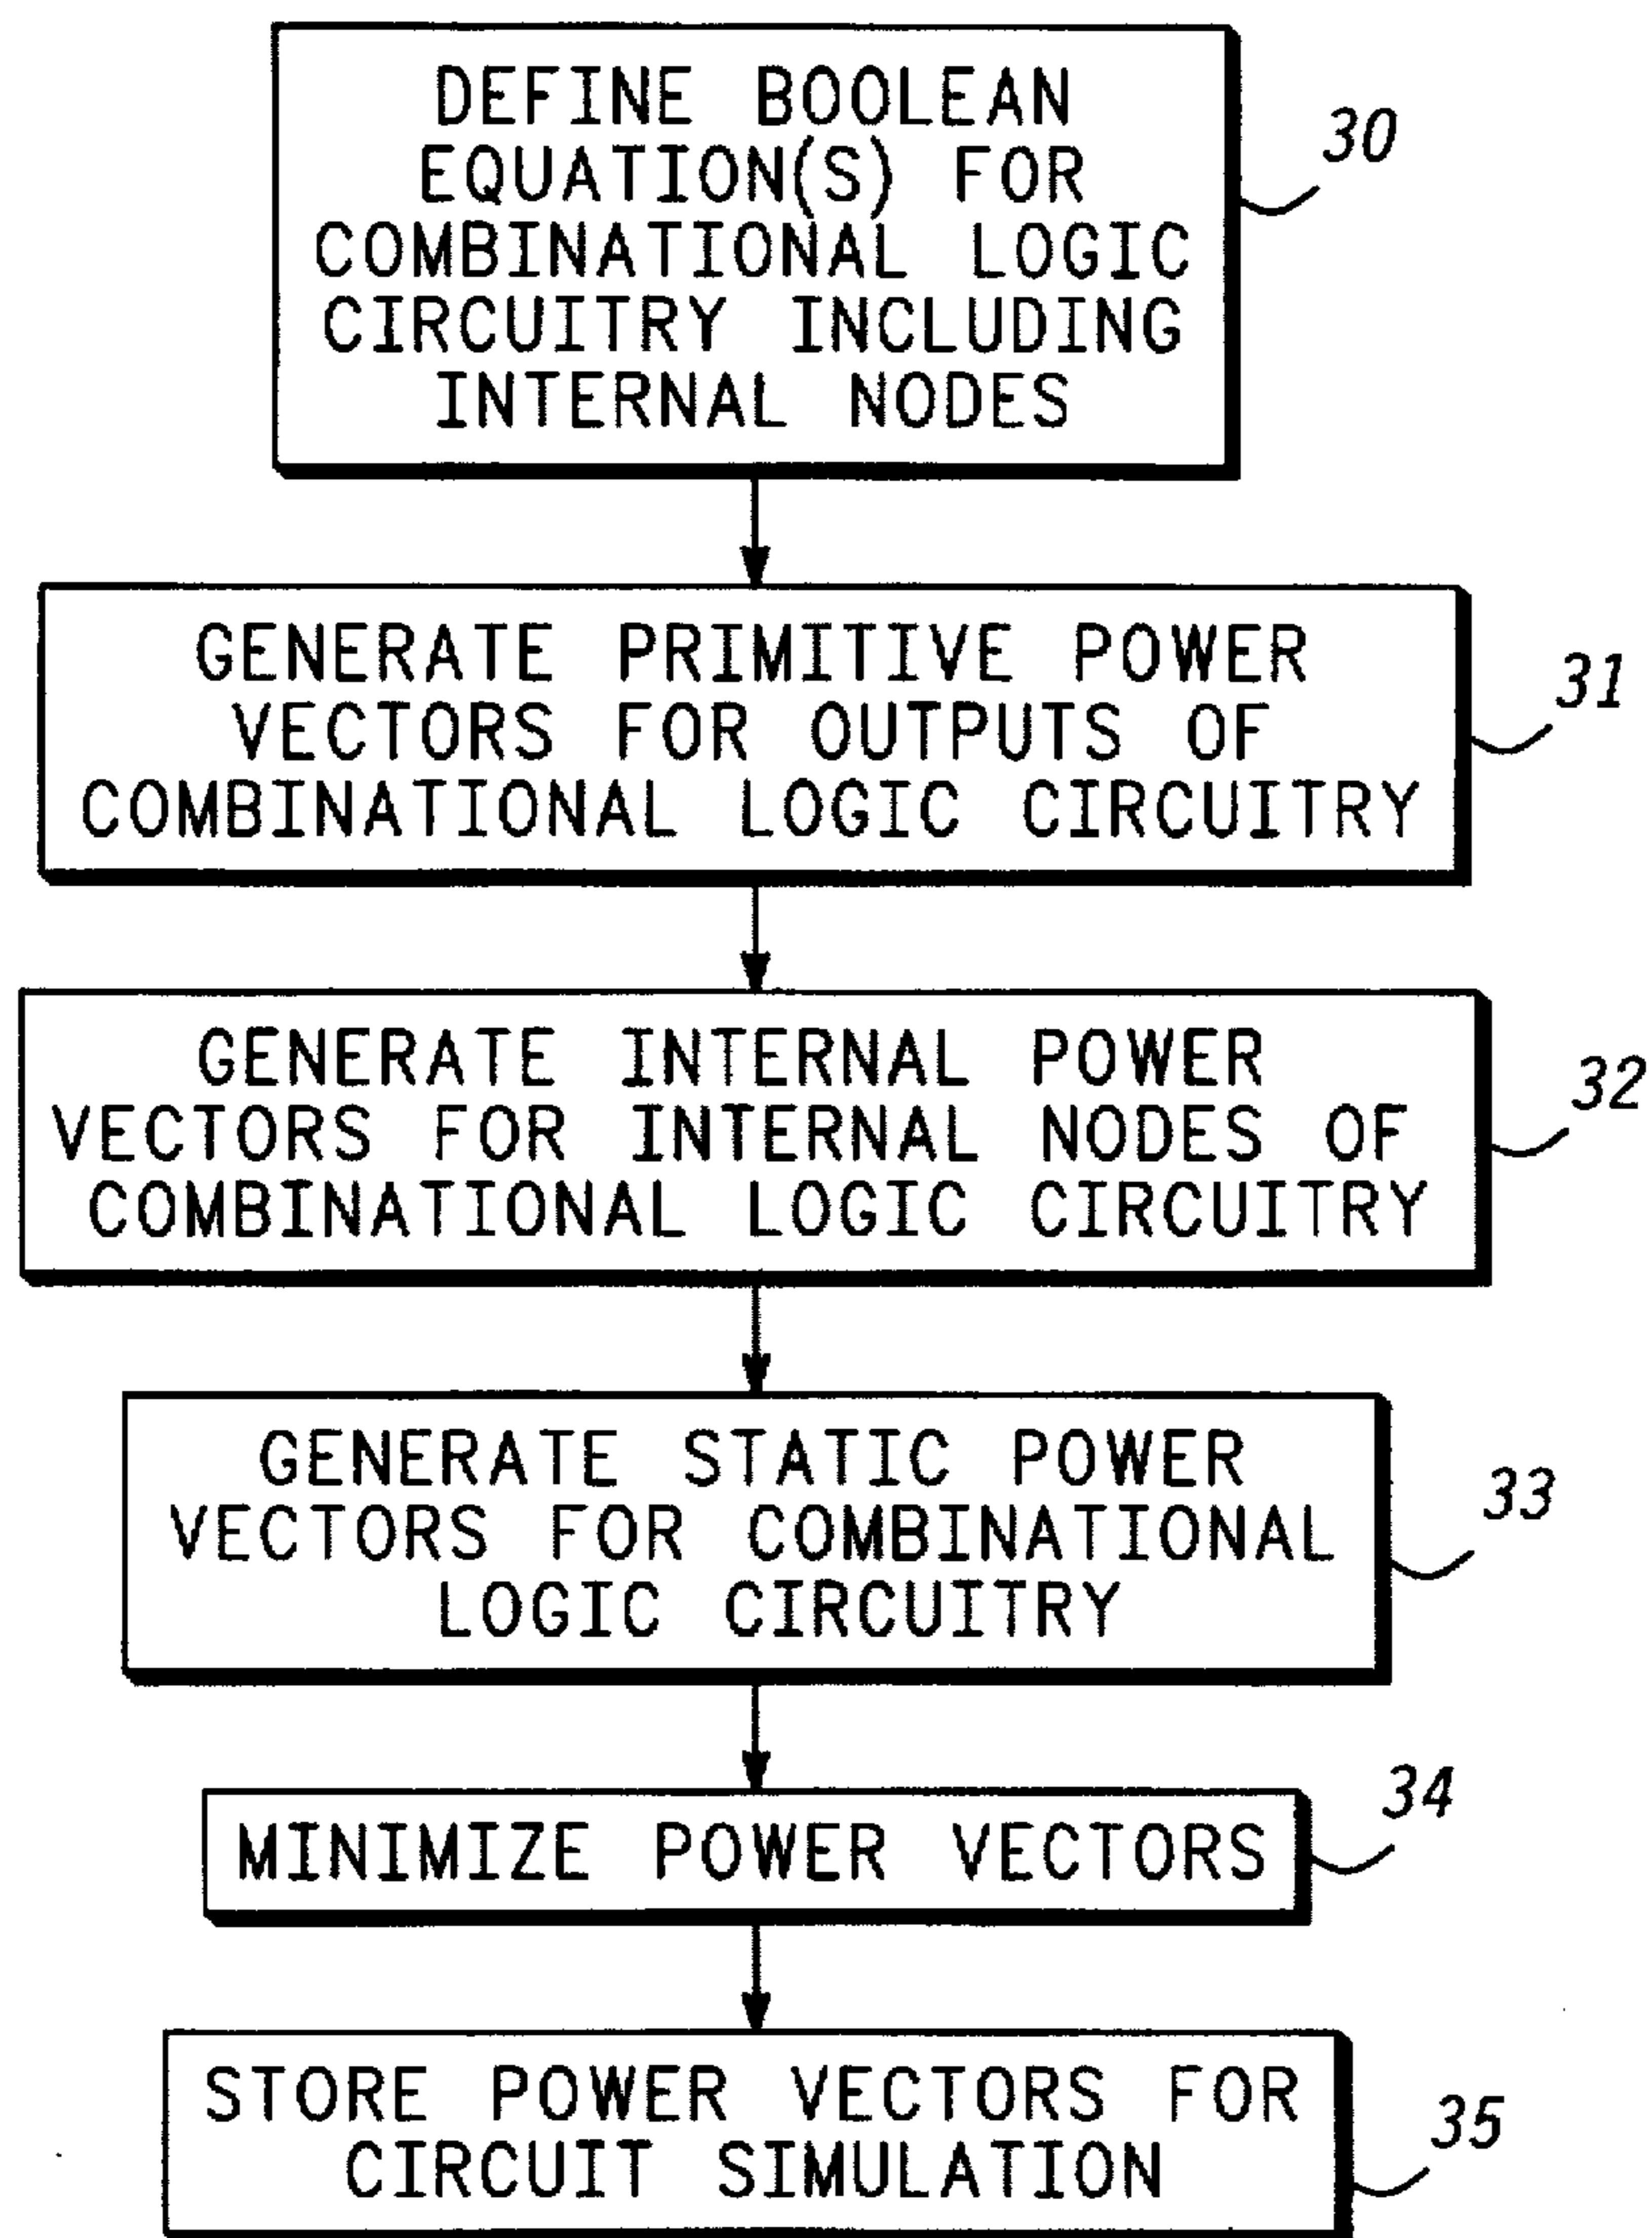 DEFINE BOOLEAN
EQUATION(S) FOR
COMBINATIONAL LOGIC
CIRCUITRY INCLUDING
INTERNAL NODES
30
GENERATE PRIMITIVE POWER
VECTORS FOR OUTPUTS OF
COMBINATIONAL LOGIC CIRCUITRY
31
GENERATE INTERNAL POWER
VECTORS FOR INTERNAL NODES OF
COMBINATIONAL LOGIC CIRCUITRY
32
GENERATE STATIC POWER
VECTORS FOR COMBINATIONAL
LOGIC CIRCUITRY
33
MINIMIZE POWER VECTORS
34
STORE POWER VECTORS FOR
CIRCUIT SIMULATION
35